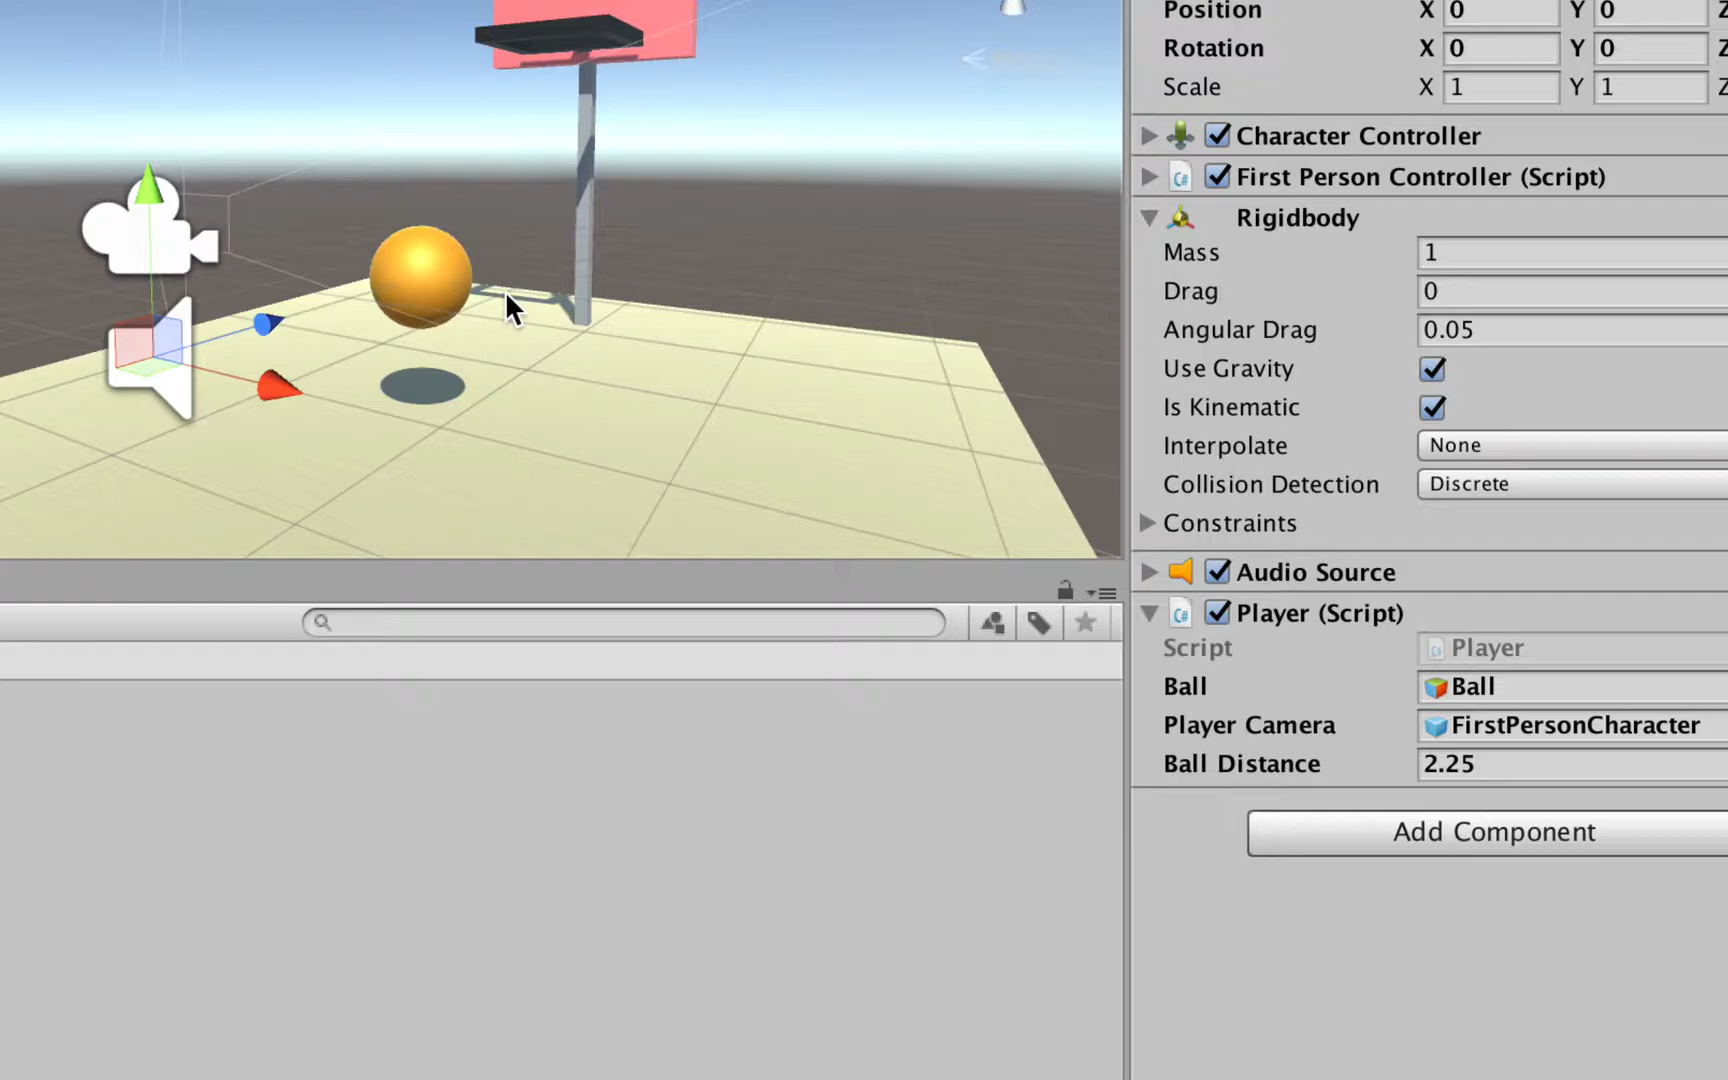 Position X 0 Y 0 Z
Rotation X 0 Y 0 Z
Scale X 1 Y 1 Z
Character Controller
C# First Person Controller (Script)
Rigidbody
Mass 1
Drag 0
Angular Drag 0.05
Use Gravity
Is Kinematic
Interpolate None
Collision Detection Discrete
Constraints
Audio Source
C# Player (Script)
Script Player
Ball Ball
Player Camera FirstPersonCharacter
Ball Distance 2.25
Add Component